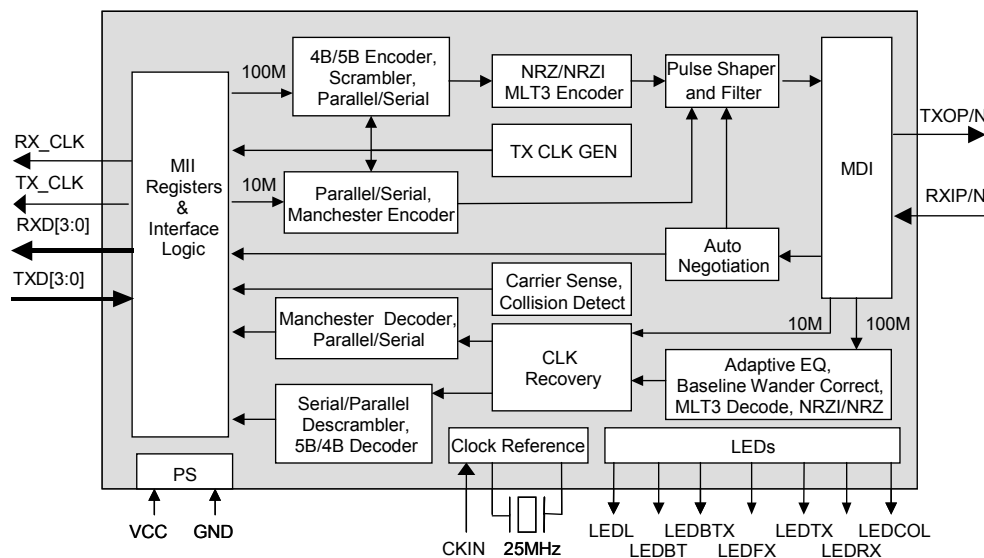 4B/5B Encoder,
Scrambler,
Parallel/Serial
100M
NRZ/NRZI
MLT3 Encoder
Pulse Shaper
and Filter
TXOP/N
RX_CLK
TX_CLK
RXD[3:0]
TXD[3:0]
MII
Registers
&
Interface
Logic
TX CLK GEN
MDI
10M
Parallel/Serial,
Manchester Encoder
RXIP/N
Auto
Negotiation
Carrier Sense,
Collision Detect
Manchester Decoder,
Parallel/Serial
10M
100M
CLK
Recovery
Adaptive EQ,
Baseline Wander Correct,
MLT3 Decode, NRZI/NRZ
Serial/Parallel
Descrambler,
5B/4B Decoder
Clock Reference
LEDs
PS
VCC
GND
CKIN
25MHz
LEDL
LEDBT
LEDBTX
LEDFX
LEDTX
LEDRX
LEDCOL